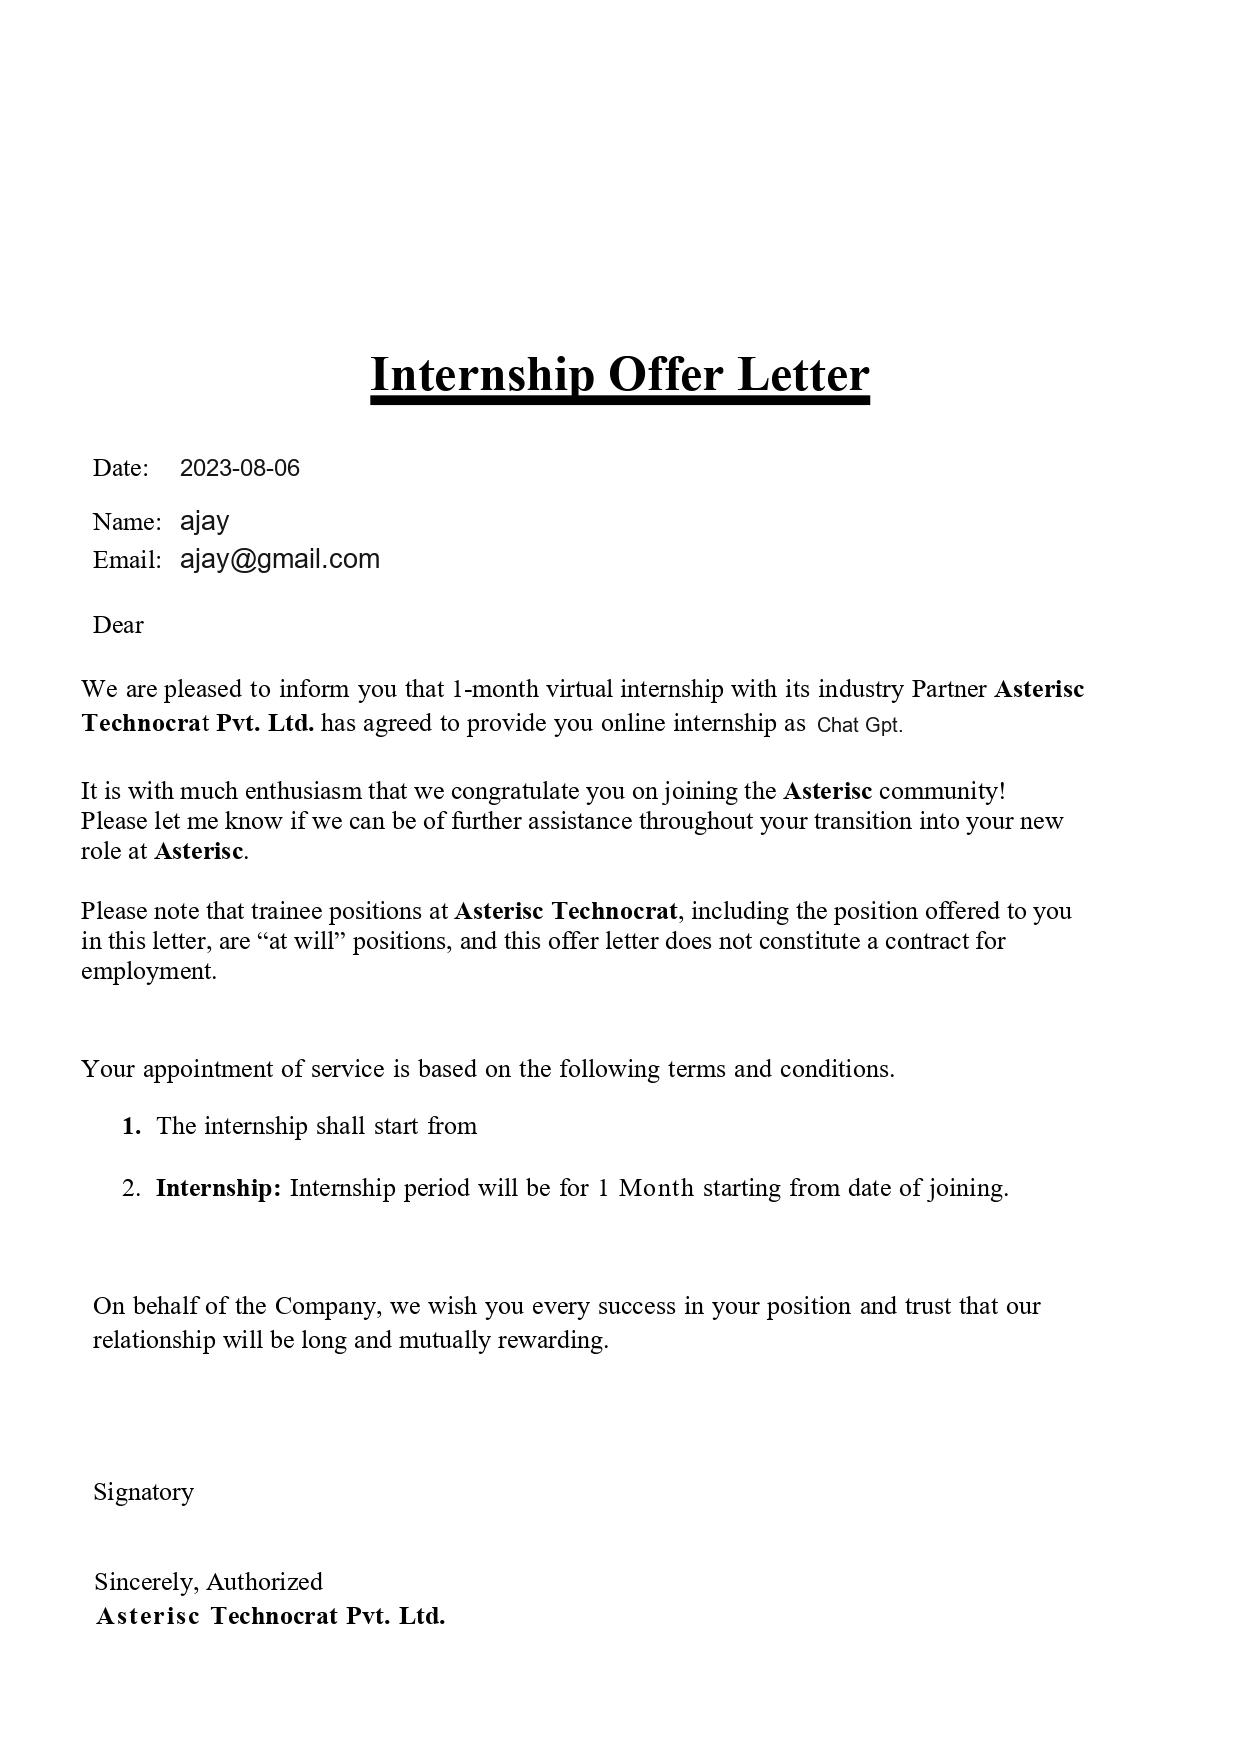 Internship Offer Letter
Date: 2023-08-06
Name: ajay
Email: ajay@gmail.com
Dear
We are pleased to inform you that 1-month virtual internship with its industry Partner Asterisc
Technocrat Pvt. Ltd. has agreed to provide you online internship as Chat Gpt.
It is with much enthusiasm that we congratulate you on joining the Asterisc community!
Please let me know if we can be of further assistance throughout your transition into your new
role at Asterisc.
Please note that trainee positions at Asterisc Technocrat, including the position offered to you
in this letter, are “at will” positions, and this offer letter does not constitute a contract for
employment.
Your appointment of service is based on the following terms and conditions.
1. The internship shall start from
2. Internship: Internship period will be for 1 Month starting from date of joining.
On behalf of the Company, we wish you every success in your position and trust that our
relationship will be long and mutually rewarding.
Signatory
Sincerely, Authorized
Asterisc Technocrat Pvt. Ltd.